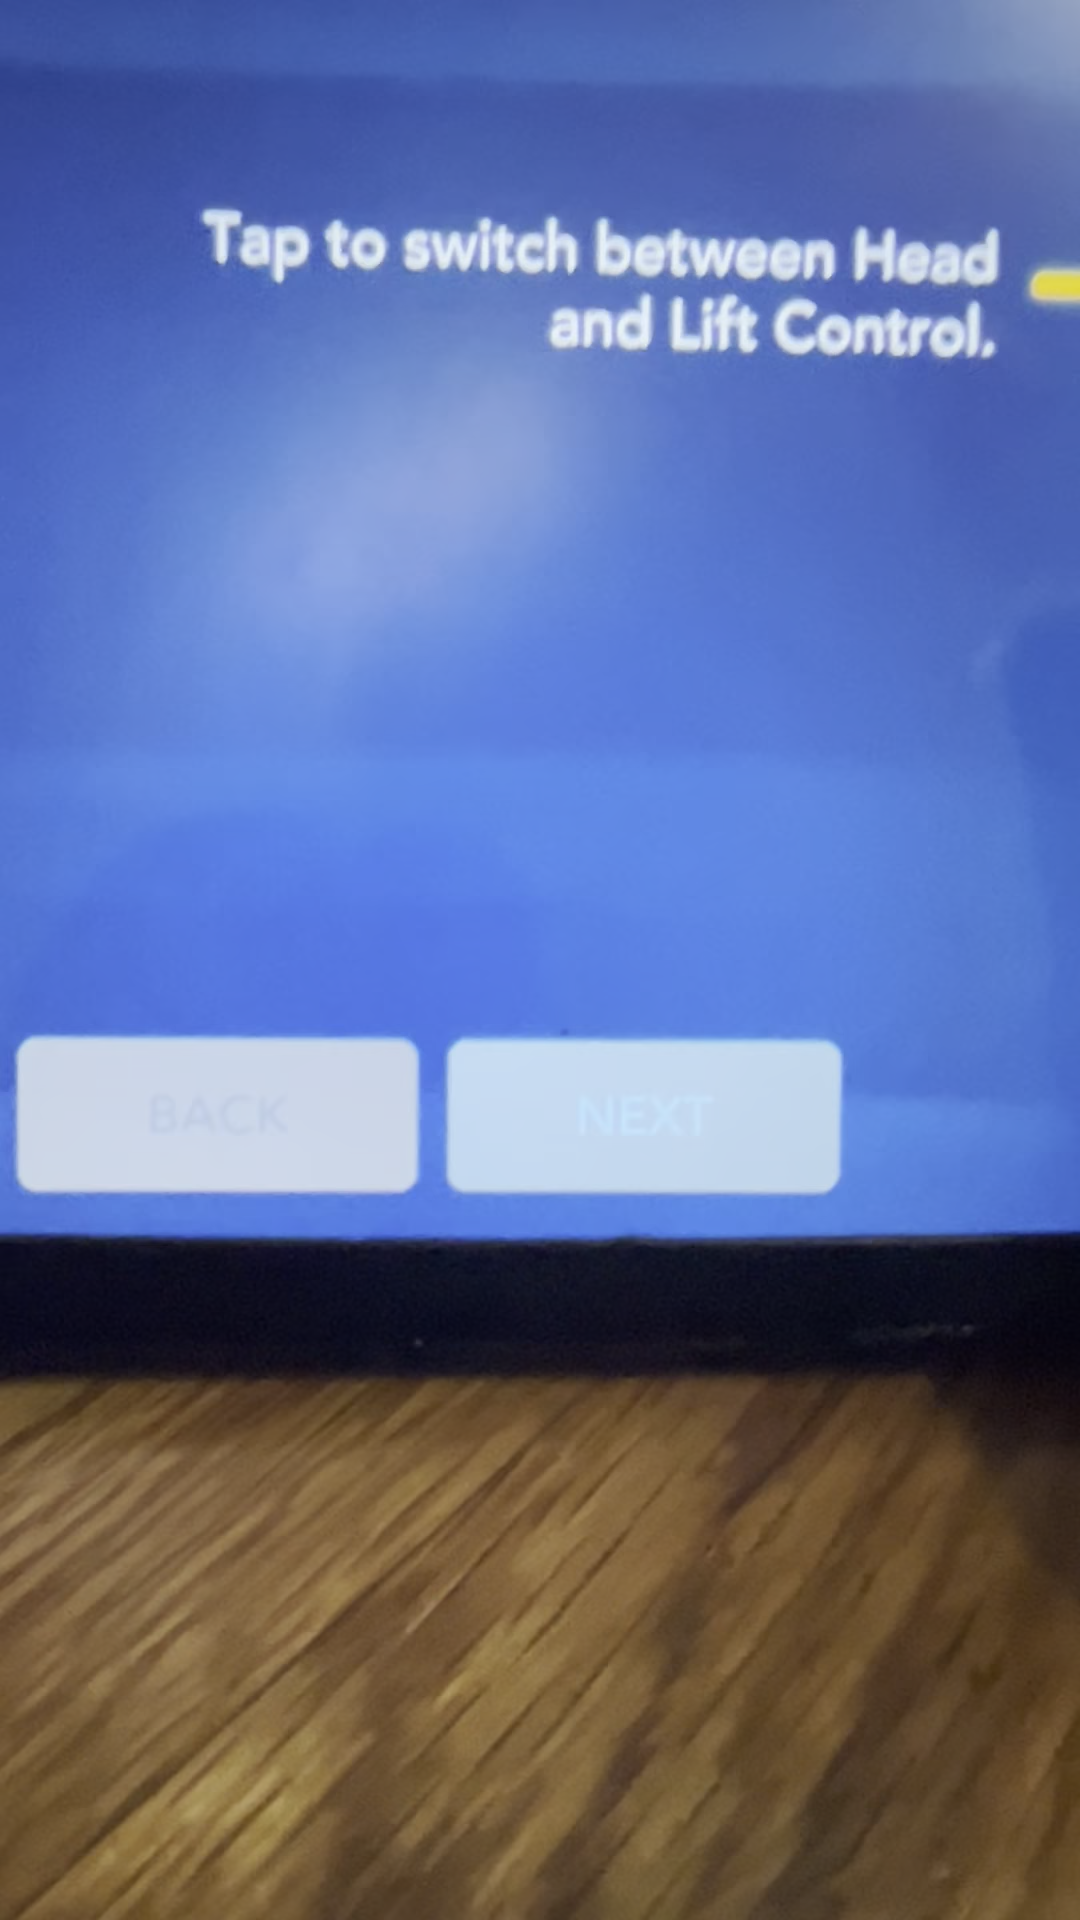 Tap to switch between Head
and Lift Control.
BACK
NEXT